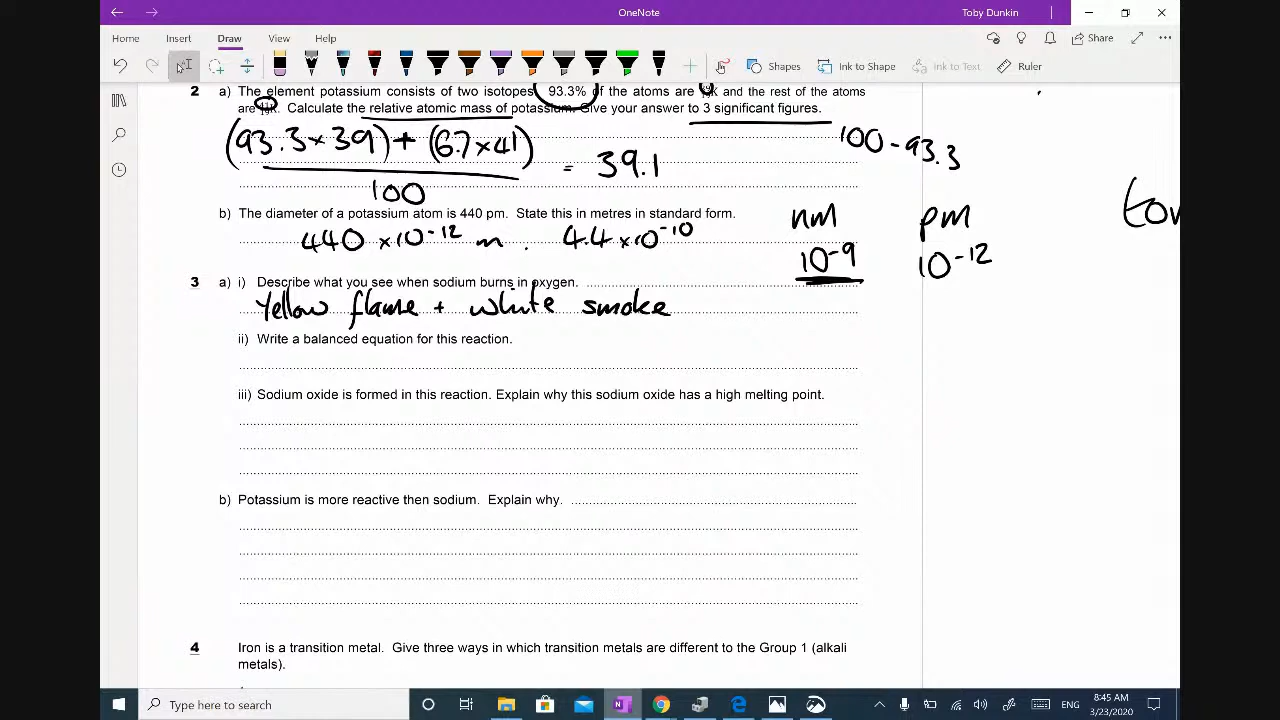 OneNote
Toby Dunkin
Home Insert Draw View Help
Share
Shapes Ink to Shape Ink to Text Ruler
2 a) The element potassium consists of two isotopes 93.3% of the atoms are and the rest of the atoms
are Calculate the relative atomic mass of potassium. Give your answer to 3 significant figures.
100 - 93.3
(93.3 × 39) + (6.7 × 41)
100
= 39.1
b) The diameter of a potassium atom is 440 pm. State this in metres in standard form.
440 × 10⁻¹² m . 4.4 × 10⁻¹⁰
nm pm
10⁻⁹ 10⁻¹²
3 a) i) Describe what you see when sodium burns in oxygen.
Yellow flame + white smoke
ii) Write a balanced equation for this reaction.
iii) Sodium oxide is formed in this reaction. Explain why this sodium oxide has a high melting point.
b) Potassium is more reactive then sodium. Explain why.
4 Iron is a transition metal. Give three ways in which transition metals are different to the Group 1 (alkali
metals).
Type here to search
ENG
8:45 AM
3/23/2020